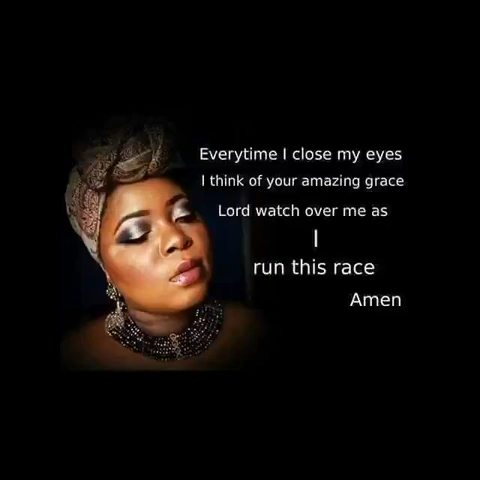 Everytime I close my eyes
I think of your amazing grace
Lord watch over me as
I
run this race
Amen